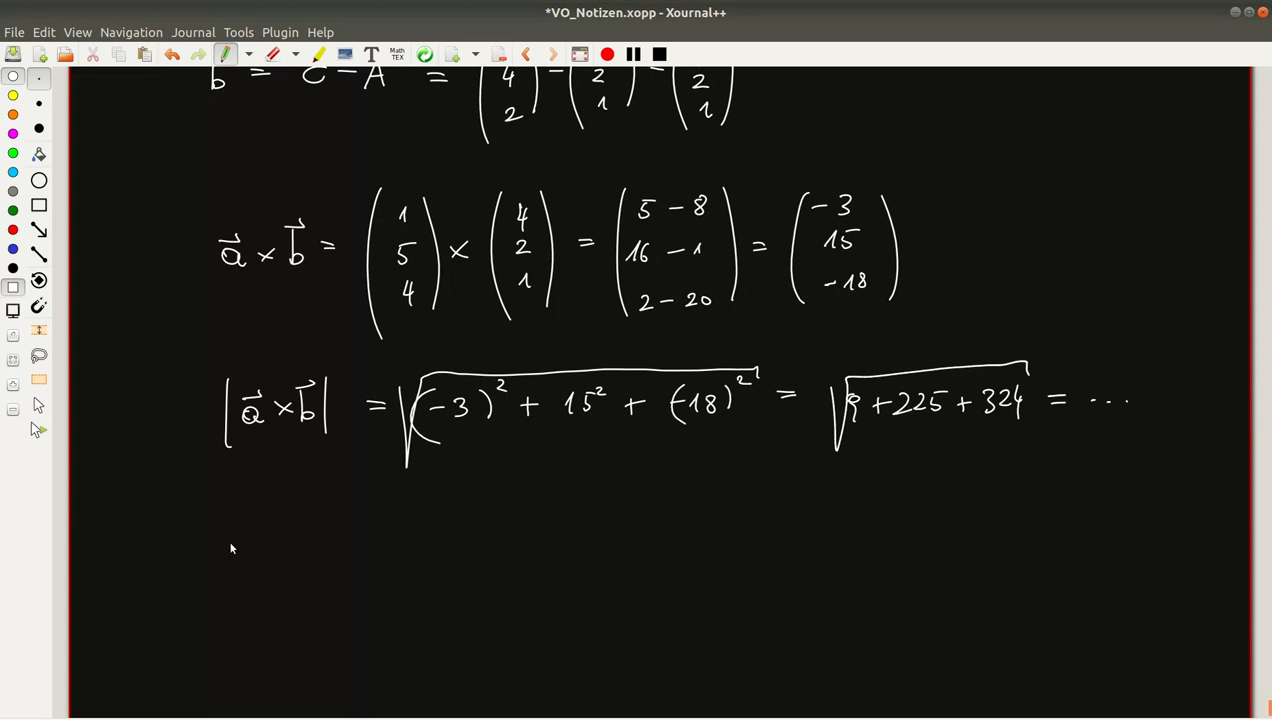 *VO_Notizen.xopp - Xournal++
File Edit View Navigation Journal Tools Plugin Help
T Math TEX
b = C - A = ( 4 2 ) - ( 2 1 ) = ( 2 1 )
a⃗ × b⃗ = ( 1 5 4 ) × ( 4 2 1 ) = ( 5 - 8 16 - 1 2 - 20 ) = ( -3 15 -18 )
|a⃗ × b⃗| = √((-3)² + 15² + (-18)²) = √(9 + 225 + 324) = ...